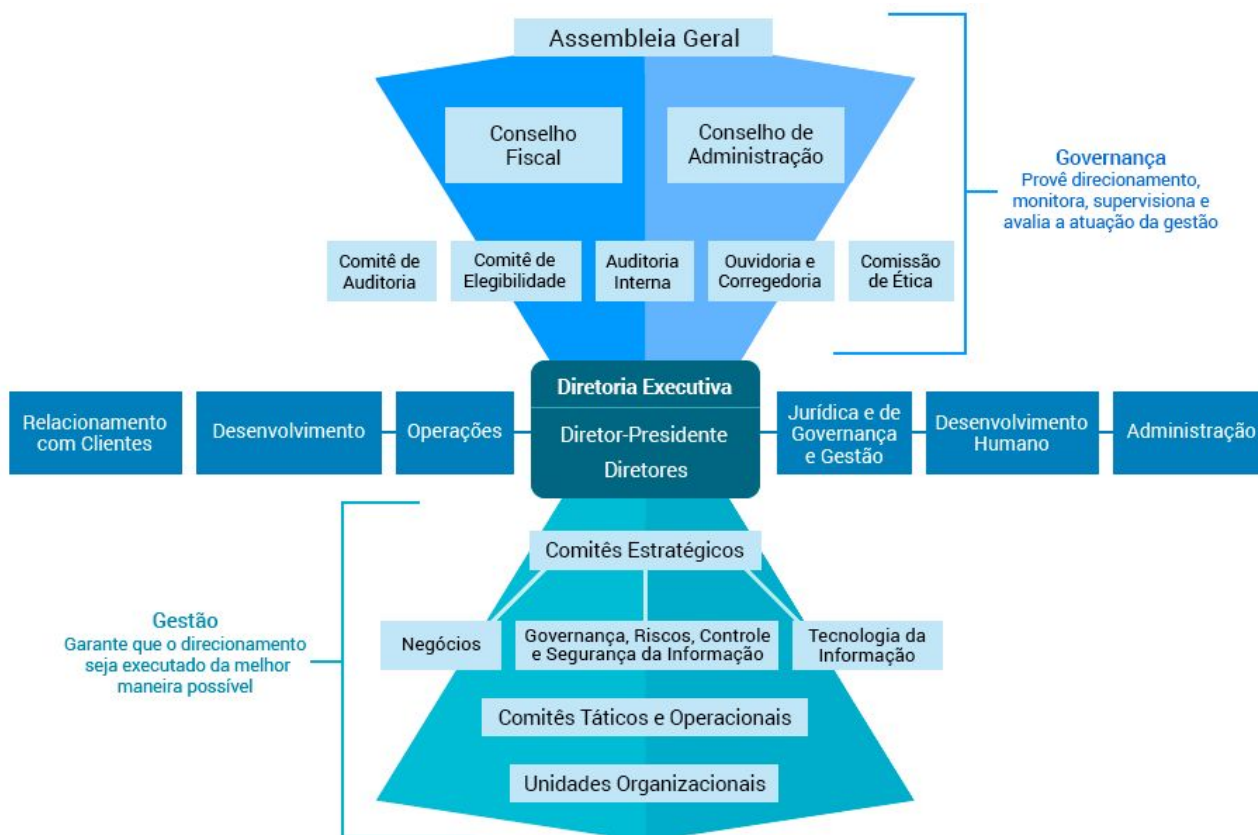 Assembleia Geral
Conselho
Fiscal
Conselho de
Administração
Governança
Provê direcionamento,
monitora, supervisiona e
avalia a atuação da gestão
Comitê de
Auditoria
Comitê de
Elegibilidade
Auditoria
Interna
Ouvidoria e
Corregedoria
Comissão
de Ética
Relacionamento
com Clientes
Desenvolvimento
Operações
Diretoria Executiva
Diretor-Presidente
Diretores
Jurídica e de
Governança
e Gestão
Desenvolvimento
Humano
Administração
Comitês Estratégicos
Gestão
Garante que o direcionamento
seja executado da melhor
maneira possível
Negócios
Governança, Riscos, Controle
e Segurança da Informação
Tecnologia da
Informação
Comitês Táticos e Operacionais
Unidades Organizacionais